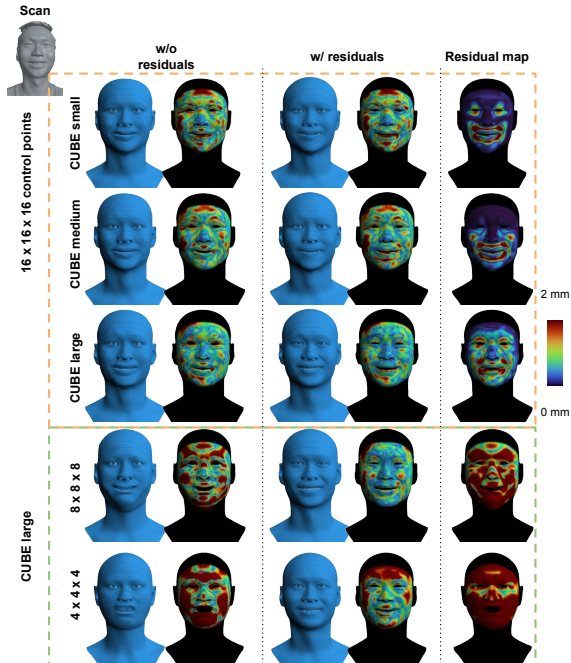 Scan
w/o
residuals
w/ residuals
Residual map
16 x 16 x 16 control points
CUBE small
CUBE medium
CUBE large
2 mm
0 mm
CUBE large
8 x 8 x 8
4 x 4 x 4